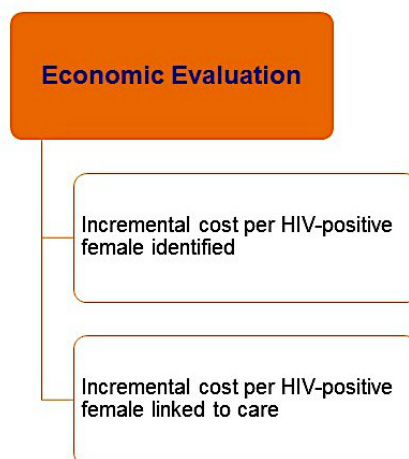 Economic Evaluation
Incremental cost per HIV-positive
female identified
Incremental cost per HIV-positive
female linked to care